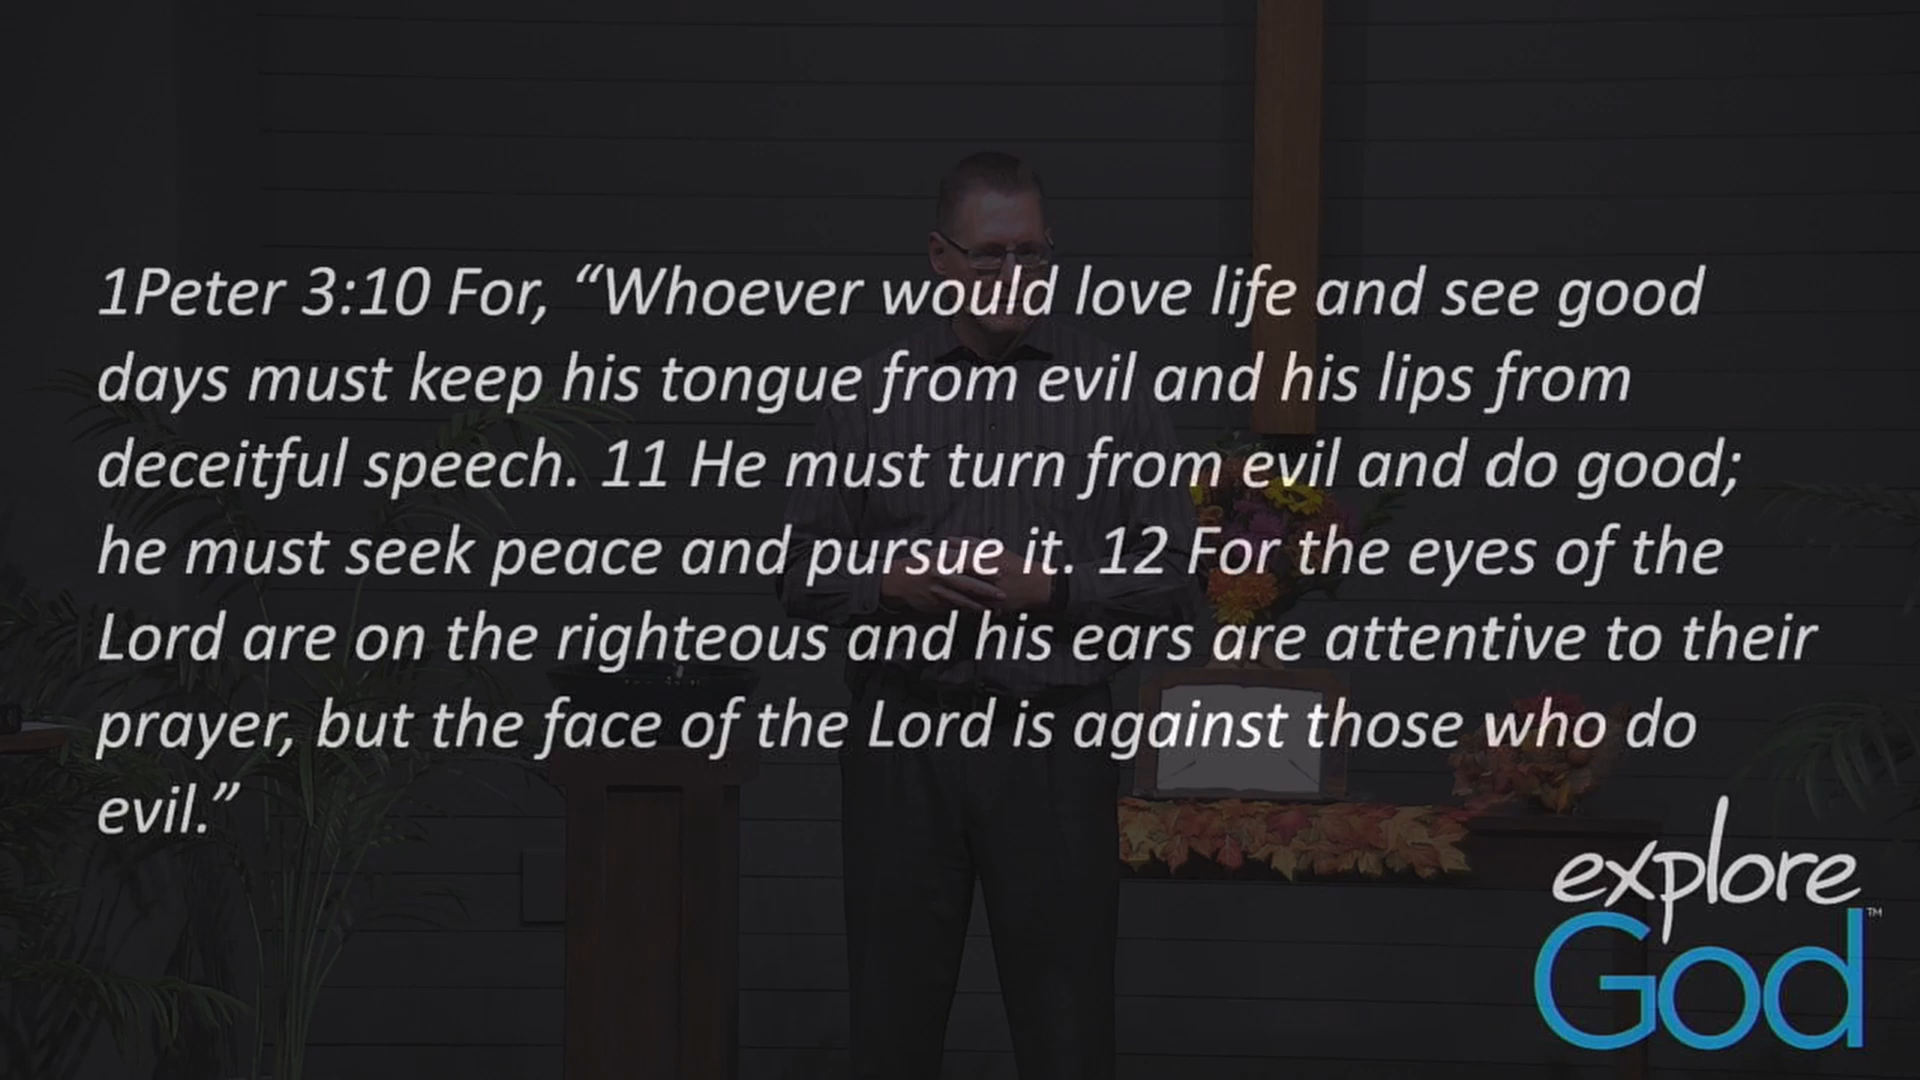 1Peter 3:10 For, “Whoever would love life and see good
days must keep his tongue from evil and his lips from
deceitful speech. 11 He must turn from evil and do good;
he must seek peace and pursue it. 12 For the eyes of the
Lord are on the righteous and his ears are attentive to their
prayer, but the face of the Lord is against those who do
evil.”
explore
God™